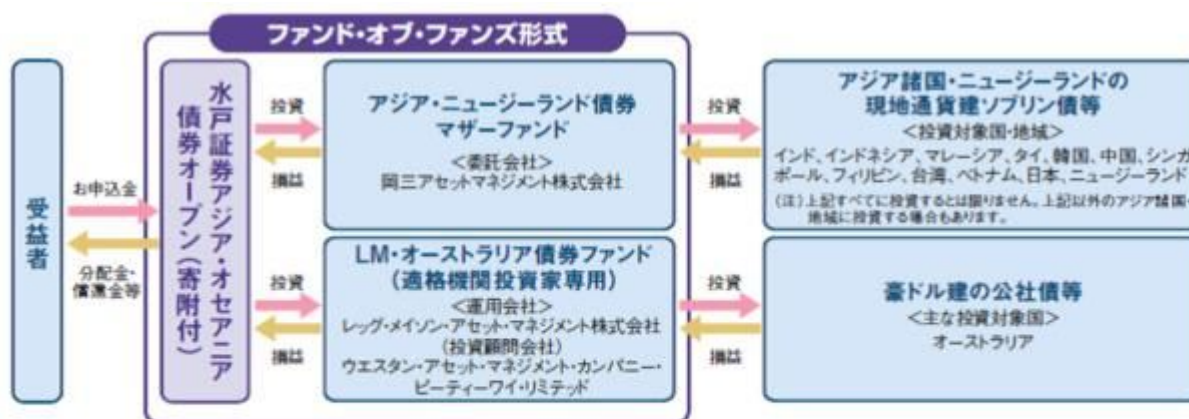 ファンド・オブ・ファンズ形式
受益者
お申込金
分配金・
償還金等
水戸証券アジア・オセアニア
債券オープン(寄附付)
投資
損益
アジア・ニュージーランド債券
マザーファンド
<委託会社>
岡三アセットマネジメント株式会社
投資
損益
アジア諸国・ニュージーランドの
現地通貨建ソブリン債等
<投資対象国・地域>
インド、インドネシア、マレーシア、タイ、韓国、中国、シンガ
ポール、フィリピン、台湾、ベトナム、日本、ニュージーランド
(注)上記すべてに投資するとは限りません。上記以外のアジア諸国・
地域に投資する場合もあります。
投資
損益
LM・オーストラリア債券ファンド
(適格機関投資家専用)
<運用会社>
レッグ・メイソン・アセット・マネジメント株式会社
(投資顧問会社)
ウエスタン・アセット・マネジメント・カンパニー・
ピーティーワイ・リミテッド
投資
損益
豪ドル建の公社債等
<主な投資対象国>
オーストラリア